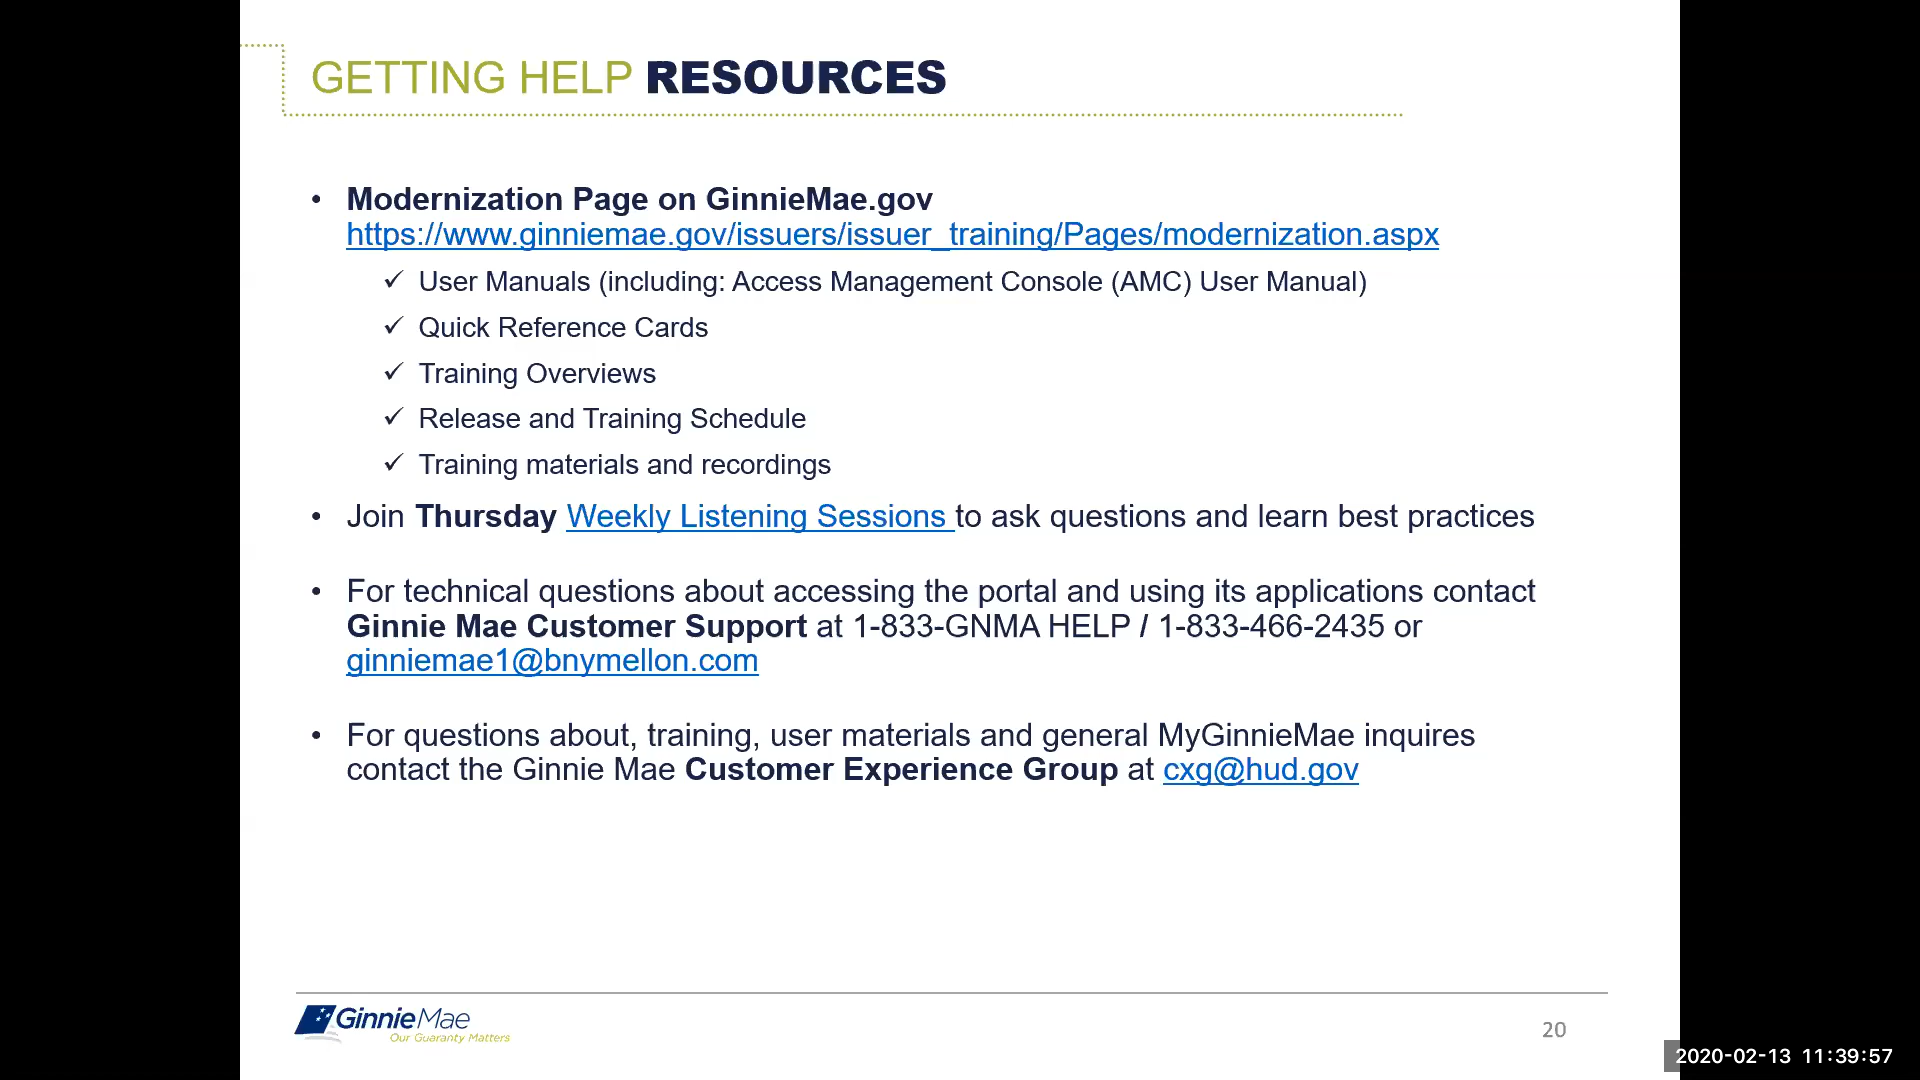 GETTING HELP RESOURCES
• Modernization Page on GinnieMae.gov
https://www.ginniemae.gov/issuers/issuer_training/Pages/modernization.aspx
✓ User Manuals (including: Access Management Console (AMC) User Manual)
✓ Quick Reference Cards
✓ Training Overviews
✓ Release and Training Schedule
✓ Training materials and recordings
• Join Thursday Weekly Listening Sessions to ask questions and learn best practices
• For technical questions about accessing the portal and using its applications contact
Ginnie Mae Customer Support at 1-833-GNMA HELP / 1-833-466-2435 or
ginniemae1@bnymellon.com
• For questions about, training, user materials and general MyGinnieMae inquires
contact the Ginnie Mae Customer Experience Group at cxg@hud.gov
GinnieMae
Our Guaranty Matters
20
2020-02-13 11:39:57